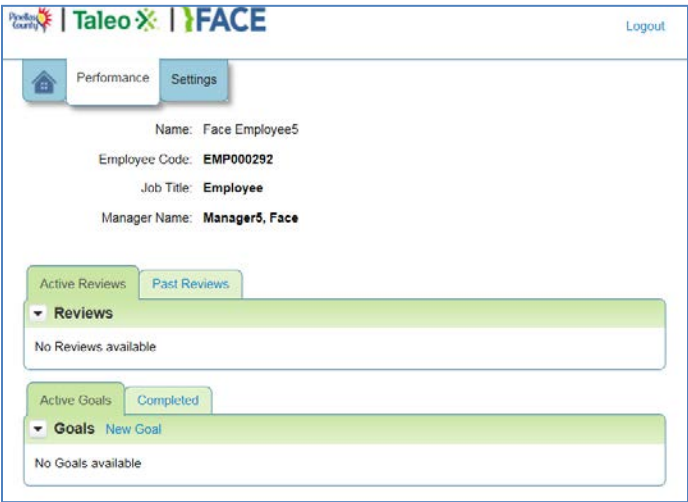 Pinellas County | Taleo | FACE
Logout
Performance Settings
Name: Face Employee5
Employee Code: EMP000292
Job Title: Employee
Manager Name: Manager5, Face
Active Reviews Past Reviews
Reviews
No Reviews available
Active Goals Completed
Goals New Goal
No Goals available